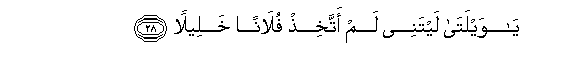 يَٰوَيْلَتَىٰ لَيْتَنِى لَمْ أَتَّخِذْ فُلَانًا خَلِيلًا ﴿٢٨﴾